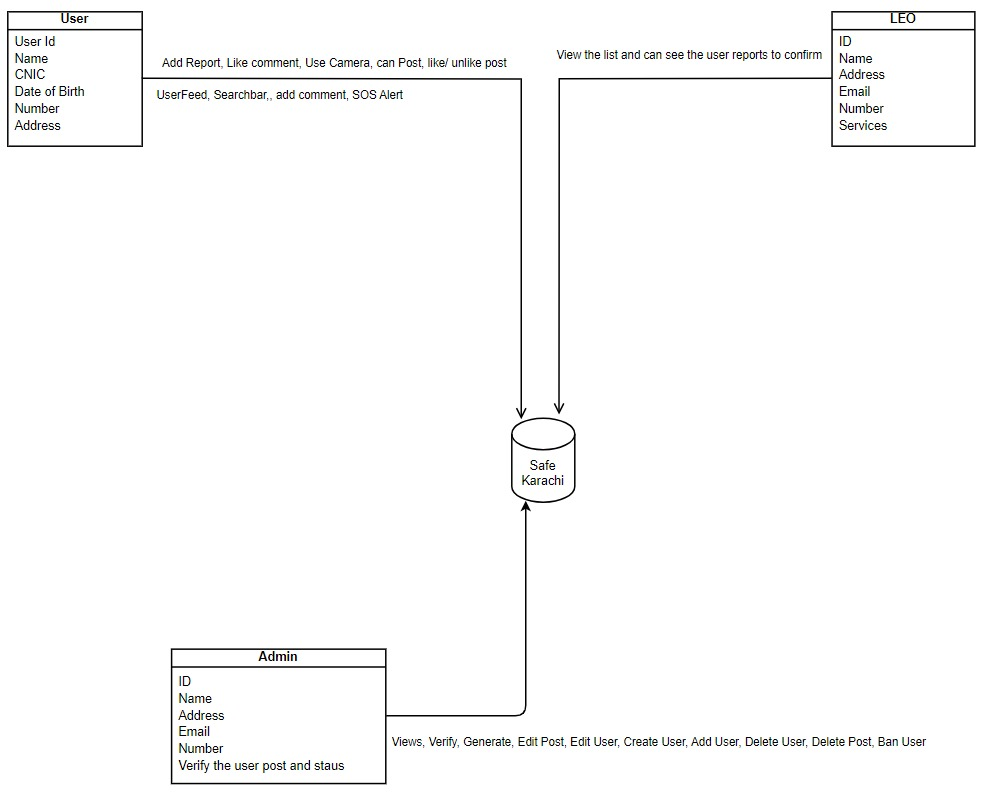 User
User Id
Name
CNIC
Date of Birth
Number
Address
Add Report, Like comment, Use Camera, can Post, like/ unlike post
UserFeed, Searchbar,, add comment, SOS Alert
View the list and can see the user reports to confirm
LEO
ID
Name
Address
Email
Number
Services
Safe
Karachi
Admin
ID
Name
Address
Email
Number
Verify the user post and staus
Views, Verify, Generate, Edit Post, Edit User, Create User, Add User, Delete User, Delete Post, Ban User